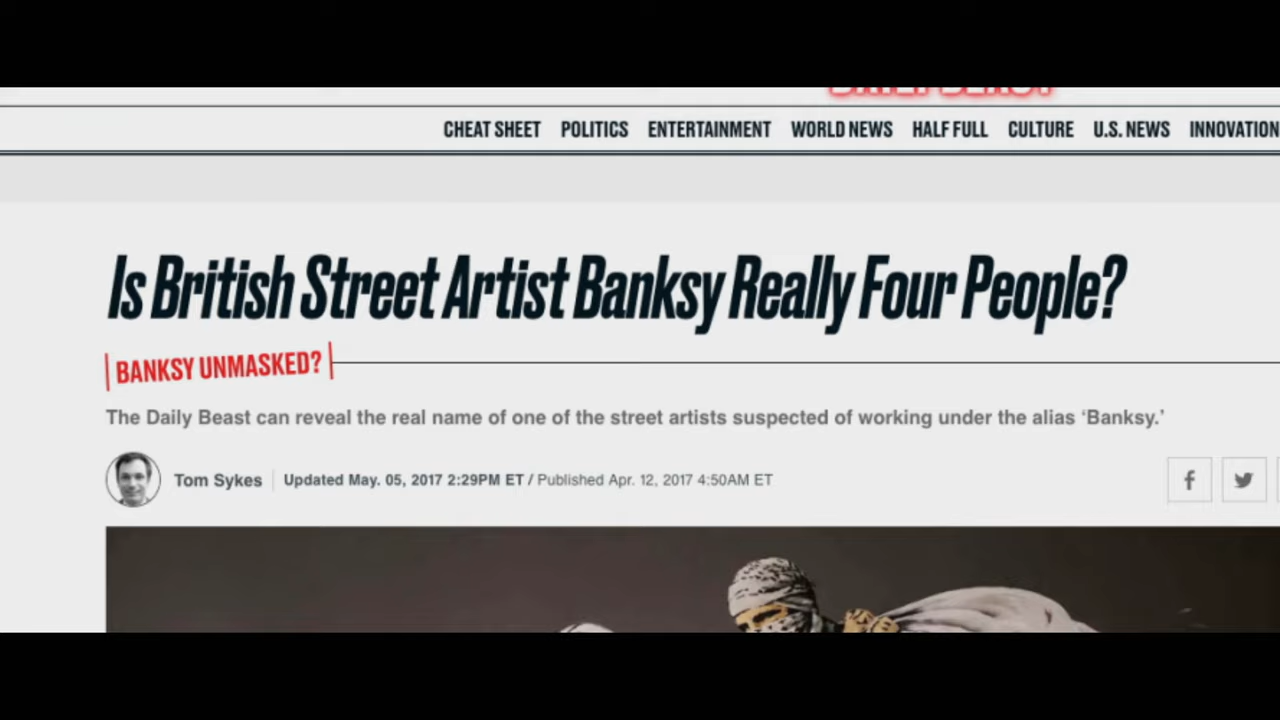 CHEAT SHEET POLITICS ENTERTAINMENT WORLD NEWS HALF FULL CULTURE U.S. NEWS INNOVATION
Is British Street Artist Banksy Really Four People?
BANKSY UNMASKED?
The Daily Beast can reveal the real name of one of the street artists suspected of working under the alias ‘Banksy.’
Tom Sykes Updated May. 05, 2017 2:29PM ET / Published Apr. 12, 2017 4:50AM ET